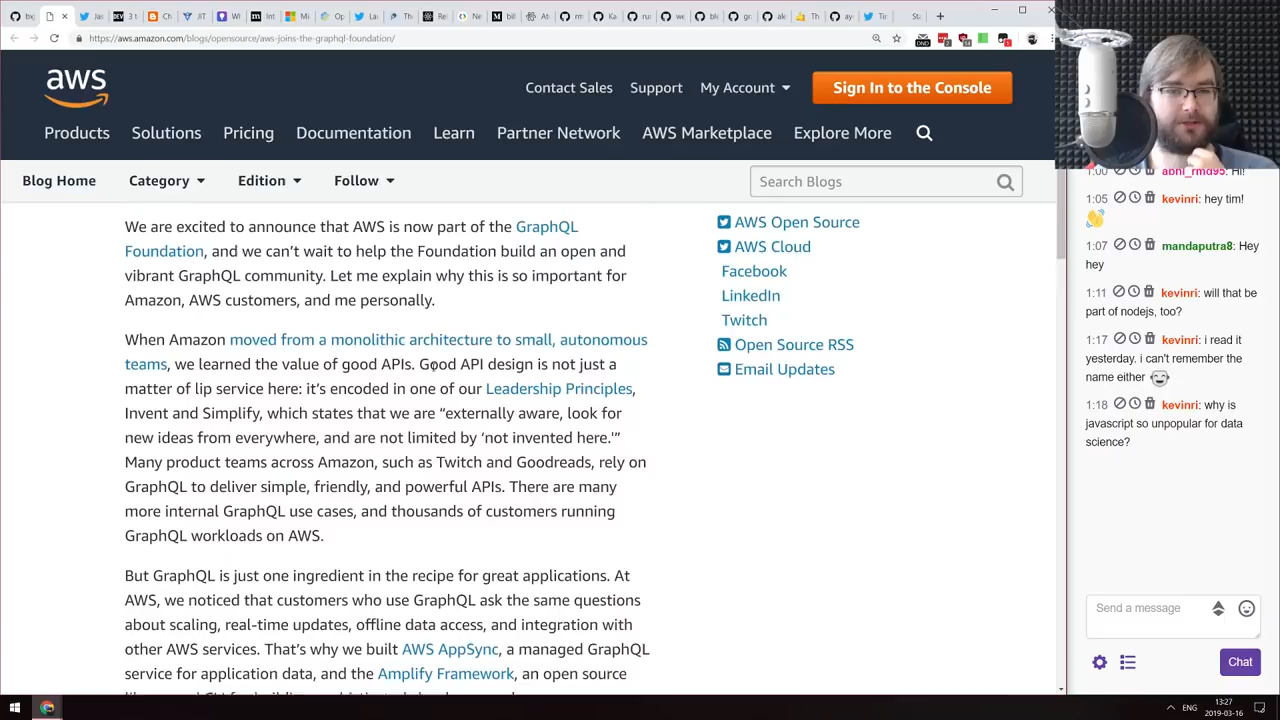 https://aws.amazon.com/blogs/opensource/aws-joins-the-graphql-foundation/
aws
Contact Sales
Support
My Account
Sign In to the Console
Products
Solutions
Pricing
Documentation
Learn
Partner Network
AWS Marketplace
Explore More
Blog Home
Category
Edition
Follow
Search Blogs
We are excited to announce that AWS is now part of the GraphQL
Foundation, and we can’t wait to help the Foundation build an open and
vibrant GraphQL community. Let me explain why this is so important for
Amazon, AWS customers, and me personally.
When Amazon moved from a monolithic architecture to small, autonomous
teams, we learned the value of good APIs. Good API design is not just a
matter of lip service here: it’s encoded in one of our Leadership Principles,
Invent and Simplify, which states that we are “externally aware, look for
new ideas from everywhere, and are not limited by ‘not invented here.'”
Many product teams across Amazon, such as Twitch and Goodreads, rely on
GraphQL to deliver simple, friendly, and powerful APIs. There are many
more internal GraphQL use cases, and thousands of customers running
GraphQL workloads on AWS.
But GraphQL is just one ingredient in the recipe for great applications. At
AWS, we noticed that customers who use GraphQL ask the same questions
about scaling, real-time updates, offline data access, and integration with
other AWS services. That’s why we built AWS AppSync, a managed GraphQL
service for application data, and the Amplify Framework, an open source
AWS Open Source
AWS Cloud
Facebook
LinkedIn
Twitch
Open Source RSS
Email Updates
1:00 abhi_rmd95: Hi!
1:05 kevinri: hey tim!
1:07 mandaputra8: Hey
hey
1:11 kevinri: will that be
part of nodejs, too?
1:17 kevinri: i read it
yesterday. i can't remember the
name either
1:18 kevinri: why is
javascript so unpopular for data
science?
Send a message
Chat
ENG
13:27
2019-03-16